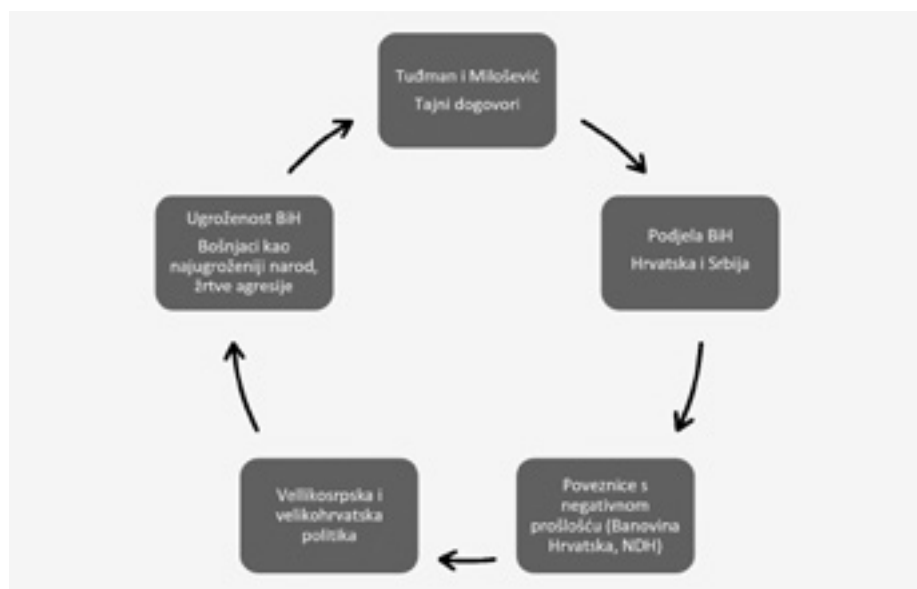 Tuđman i Milošević
Tajni dogovori
Podjela BiH
Hrvatska i Srbija
Poveznice s
negativnom
prošlošću (Banovina
Hrvatska, NDH)
Vellikosrpska i
velikohrvatska
politika
Ugroženost BiH
Bošnjaci kao
najugroženiji narod,
žrtve agresije